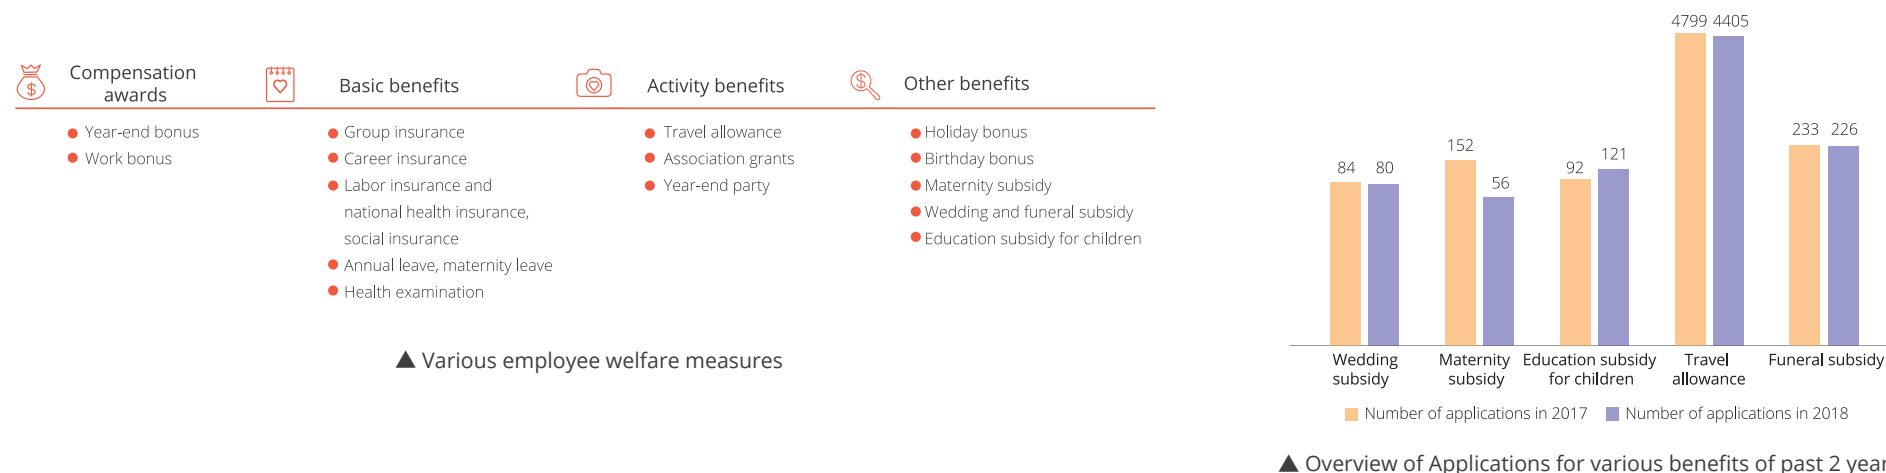 Compensation
awards
Year-end bonus
Work bonus
Basic benefits
Group insurance
Career insurance
Labor insurance and
national health insurance,
social insurance
Annual leave, maternity leave
Health examination
Activity benefits
Travel allowance
Association grants
Year-end party
Other benefits
Holiday bonus
Birthday bonus
Maternity subsidy
Wedding and funeral subsidy
Education subsidy for children
▲ Various employee welfare measures
4799 4405
233 226
152
84 80
92 121
56
Wedding
subsidy
Maternity
subsidy
Education subsidy
for children
Travel
allowance
Funeral subsidy
Number of applications in 2017
Number of applications in 2018
▲ Overview of Applications for various benefits of past 2 year